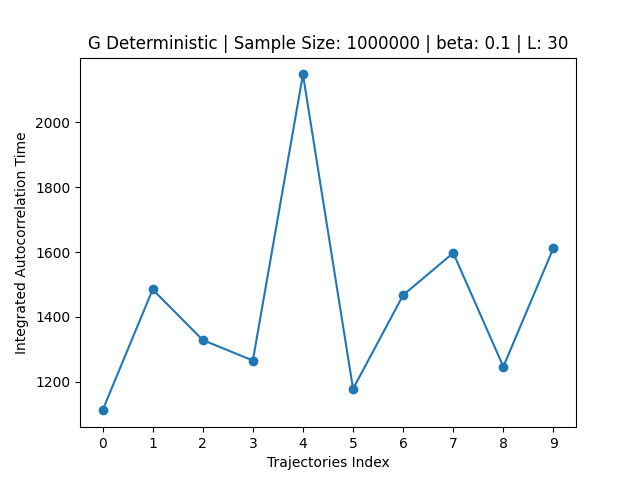 G Deterministic | Sample Size: 1000000 | beta: 0.1 | L: 30
Integrated Autocorrelation Time
2000
1800
1600
1400
1200
0 1 2 3 4 5 6 7 8 9
Trajectories Index